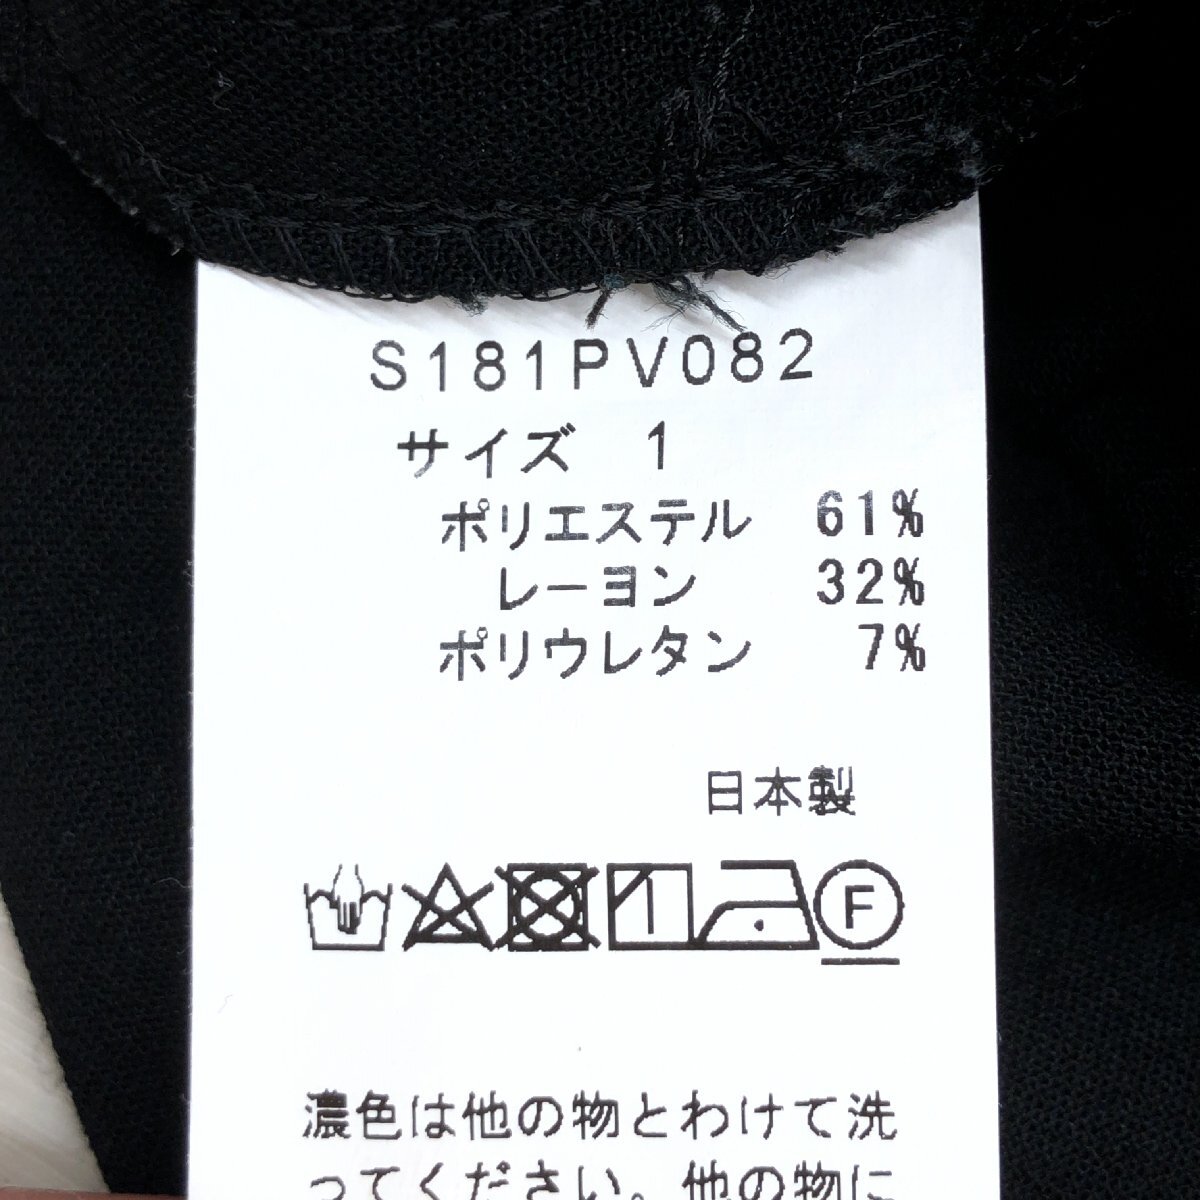 S181PV082
サイズ 1
ポリエステル 61%
レーヨン 32%
ポリウレタン 7%
日本製
F
濃色は他の物とわけて洗
ってください。他の物に